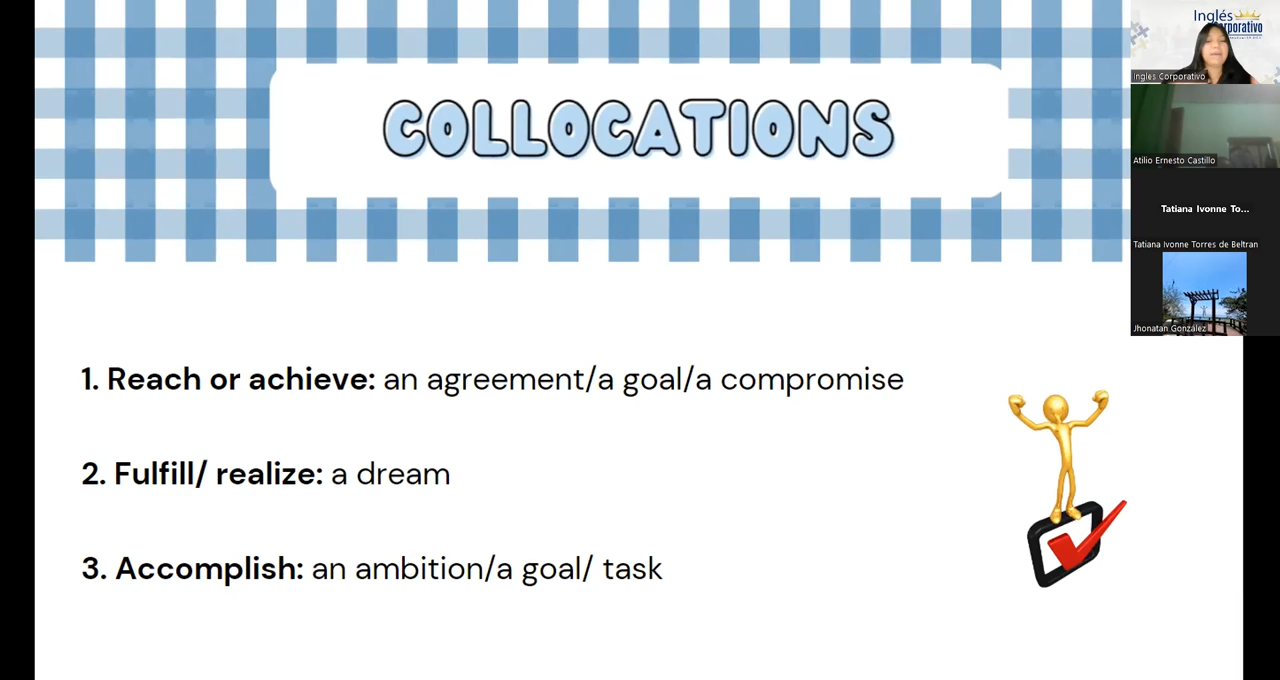 COLLOCATIONS
1. Reach or achieve: an agreement/a goal/a compromise
2. Fulfill/ realize: a dream
3. Accomplish: an ambition/a goal/ task
Inglés
Corporativo
Ingles Corporativo
Atilio Ernesto Castillo
Tatiana Ivonne To...
Tatiana Ivonne Torres de Beltran
Jhonatan González